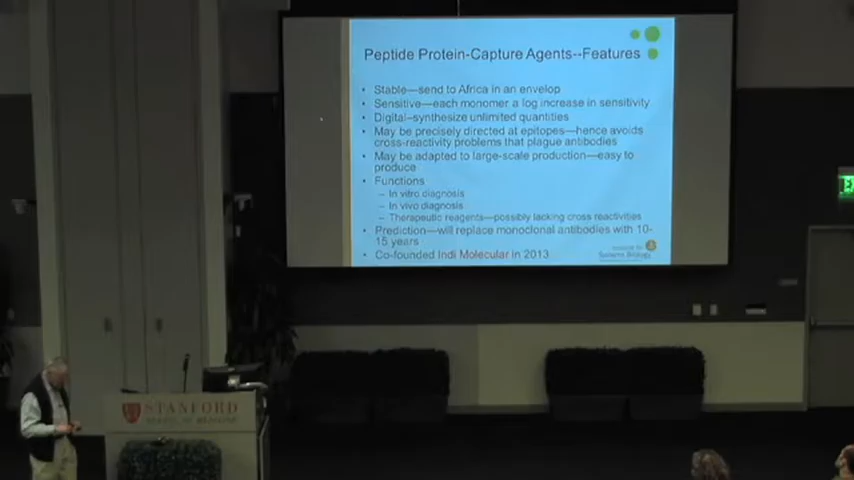 Peptide Protein-Capture Agents--Features
• Stable—send to Africa in an envelop
• Sensitive—each monomer a log increase in sensitivity
• Digital–synthesize unlimited quantities
• May be precisely directed at epitopes—hence avoids
cross-reactivity problems that plague antibodies
• May be adapted to large-scale production—easy to
produce
• Functions
– In vitro diagnosis
– In vivo diagnosis
– Therapeutic reagents—possibly lacking cross reactivities
• Prediction—will replace monoclonal antibodies with 10-
15 years
• Co-founded Indi Molecular in 2013
Systems Biology
STANFORD
SCHOOL OF MEDICINE